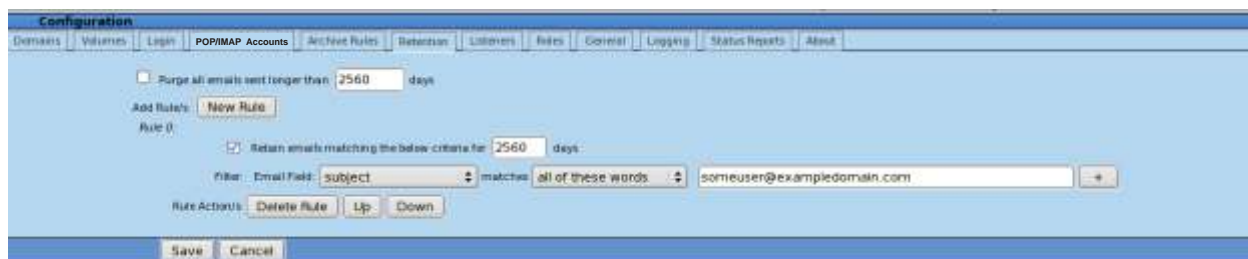 Configuration
Domains Volumes Login POP/IMAP Accounts Archive Rules Retention Listeners Roles General Logging Status Reports About
Purge all emails sent longer than 2560 days
Add Rule/s New Rule
Rule 0:
Retain emails matching the below criteria for 2560 days
Filter Email Field: subject matches all of these words someuser@exampledomain.com +
Rule Action/s Delete Rule Up Down
Save Cancel